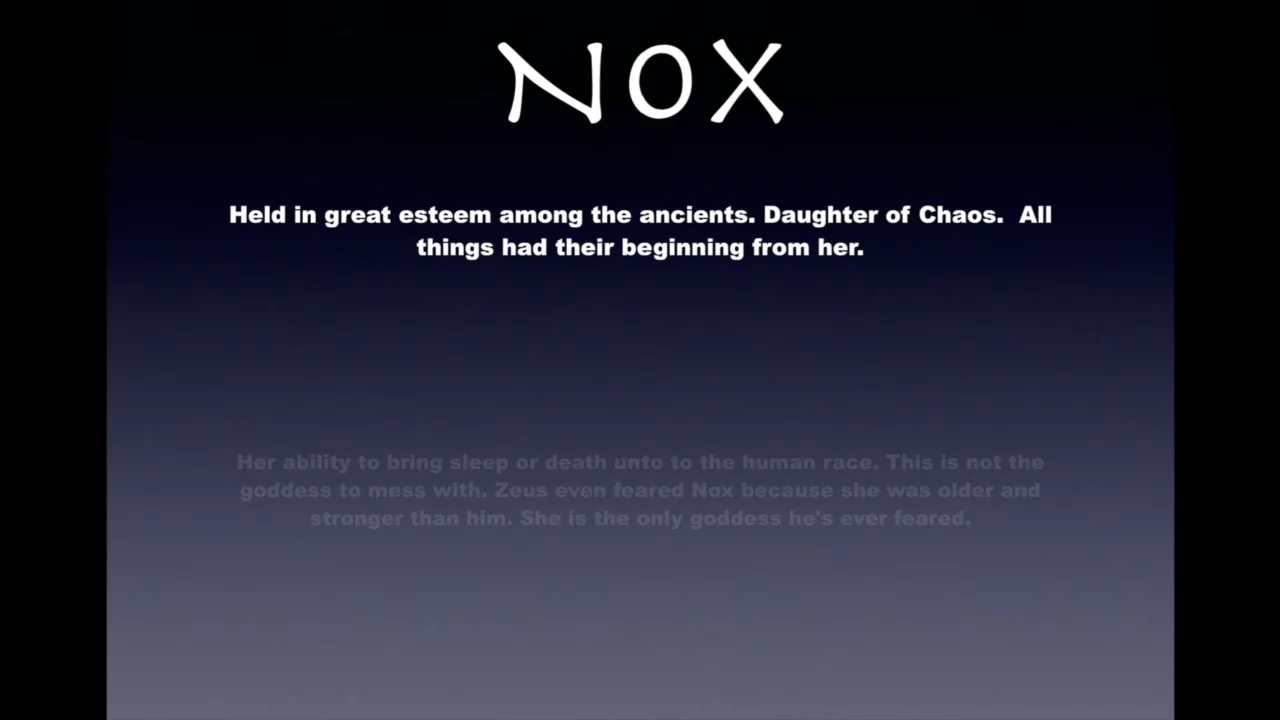 NOX
Held in great esteem among the ancients. Daughter of Chaos.  All
things had their beginning from her.
Her ability to bring sleep or death unto to the human race. This is not the
goddess to mess with. Zeus even feared Nox because she was older and
stronger than him. She is the only goddess he's ever feared.